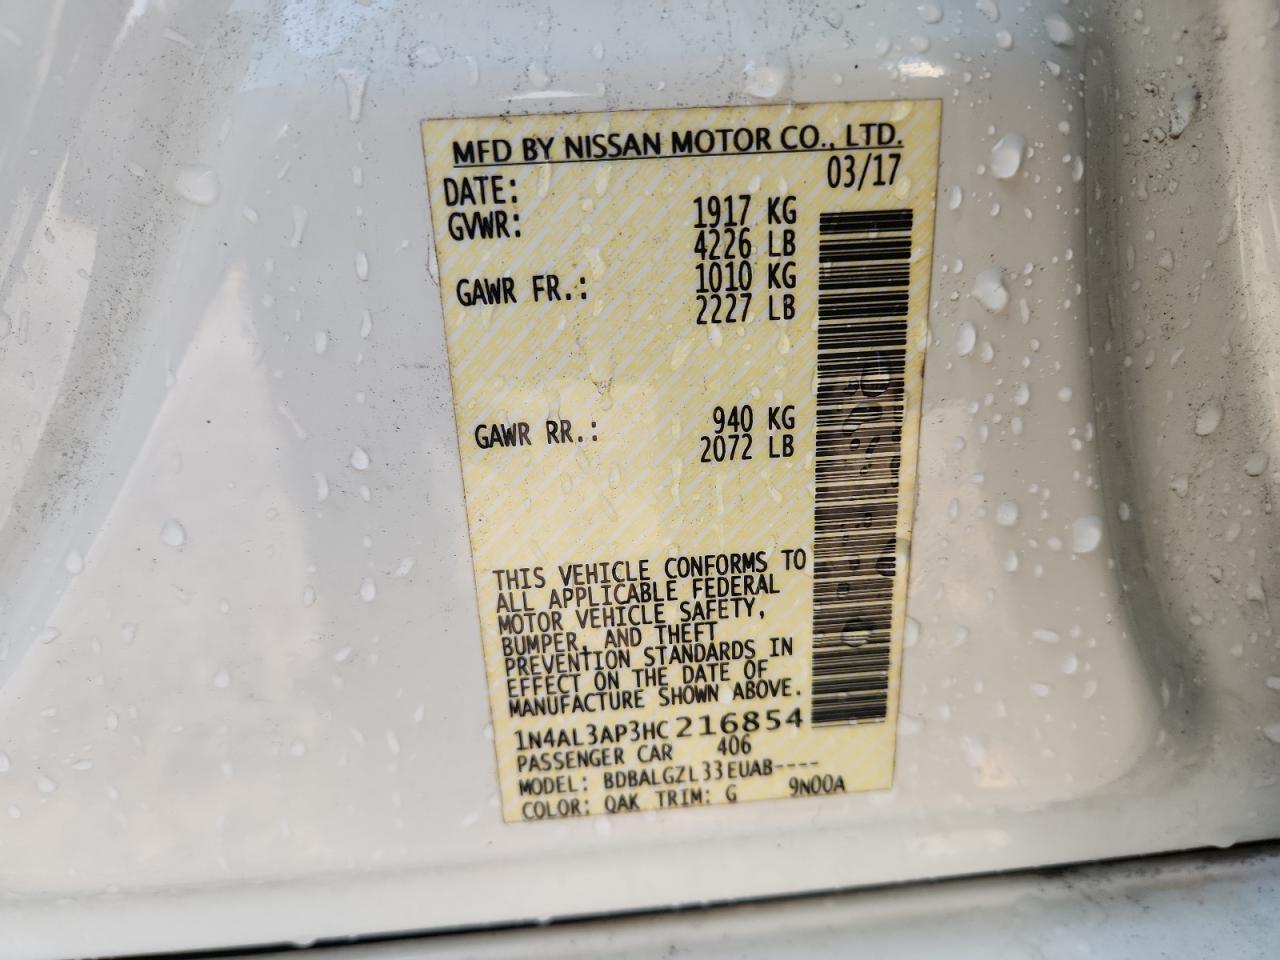 MFD BY NISSAN MOTOR CO., LTD.
DATE: 03/17
GVWR: 1917 KG
4226 LB
GAWR FR.: 1010 KG
2227 LB
GAWR RR.: 940 KG
2072 LB
THIS VEHICLE CONFORMS TO
ALL APPLICABLE FEDERAL
MOTOR VEHICLE SAFETY,
BUMPER, AND THEFT
PREVENTION STANDARDS IN
EFFECT ON THE DATE OF
MANUFACTURE SHOWN ABOVE.
1N4AL3AP3HC216854
PASSENGER CAR 406
MODEL: BDBALGZL33EUAB----
COLOR: QAK TRIM: G 9N00A